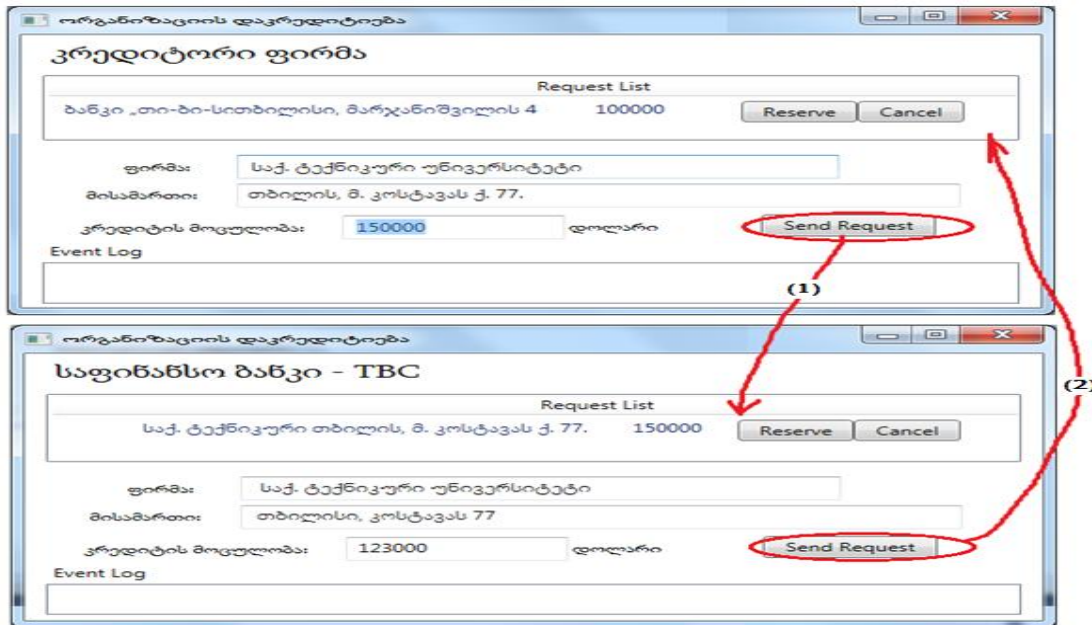 ორგანიზაციის დაკრედიტიება
კრედიტორი ფირმა
Request List
ბანკი „თი-ბი-სითბილისი, მარჯანიშვილის 4 100000 Reserve Cancel
ფირმა: საქ. ტექნიკური უნივერსიტეტი
მისამართი: თბილის, მ. კოსტავას ქ. 77.
კრედიტის მოცულობა: 150000 დოლარი Send Request
Event Log
(1)
ორგანიზაციის დაკრედიტიება
საფინანსო ბანკი - TBC
(2)
Request List
საქ. ტექნიკური თბილის, მ. კოსტავას ქ. 77. 150000 Reserve Cancel
ფირმა: საქ. ტექნიკური უნივერსიტეტი
მისამართი: თბილისი, კოსტავას 77
კრედიტის მოცულობა: 123000 დოლარი Send Request
Event Log